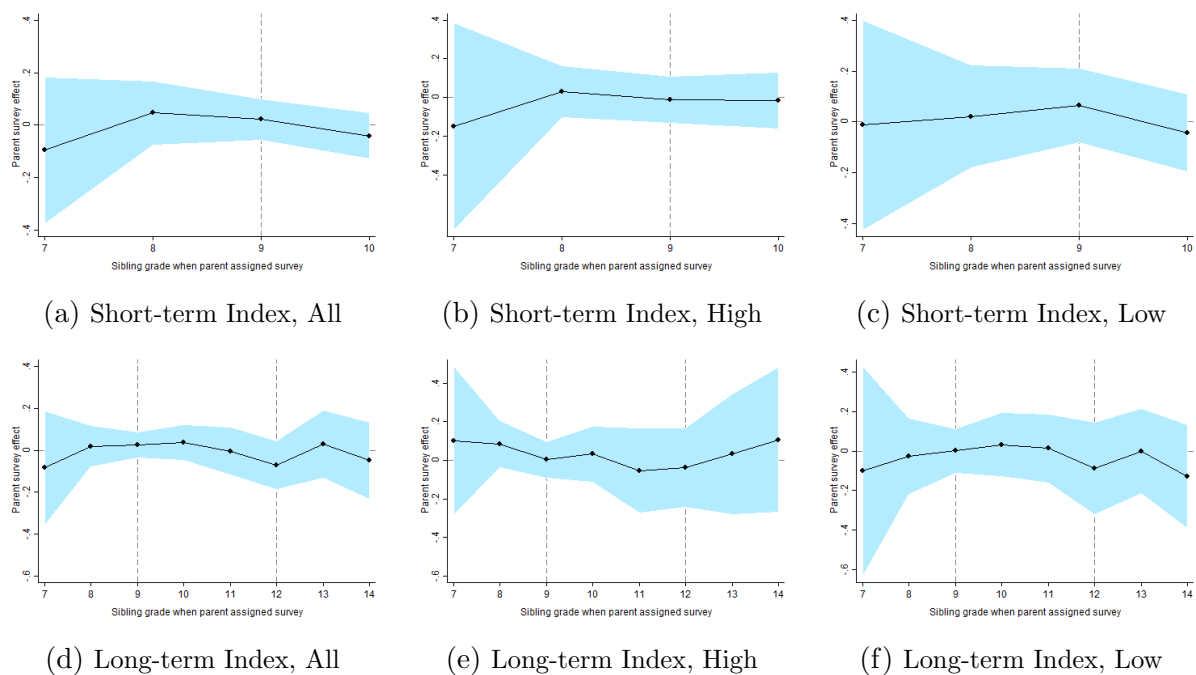 .4
.2
0
-.2
-.4
Parent survey effect
7 8 9 10
Sibling grade when parent assigned survey
(a) Short-term Index, All
.4
.2
0
-.2
-.4
Parent survey effect
7 8 9 10
Sibling grade when parent assigned survey
(b) Short-term Index, High
.4
.2
0
-.2
-.4
Parent survey effect
7 8 9 10
Sibling grade when parent assigned survey
(c) Short-term Index, Low
.4
.2
0
-.2
-.4
-.6
Parent survey effect
7 8 9 10 11 12 13 14
Sibling grade when parent assigned survey
(d) Long-term Index, All
.4
.2
0
-.2
-.4
-.6
Parent survey effect
7 8 9 10 11 12 13 14
Sibling grade when parent assigned survey
(e) Long-term Index, High
.4
.2
0
-.2
-.4
-.6
Parent survey effect
7 8 9 10 11 12 13 14
Sibling grade when parent assigned survey
(f) Long-term Index, Low